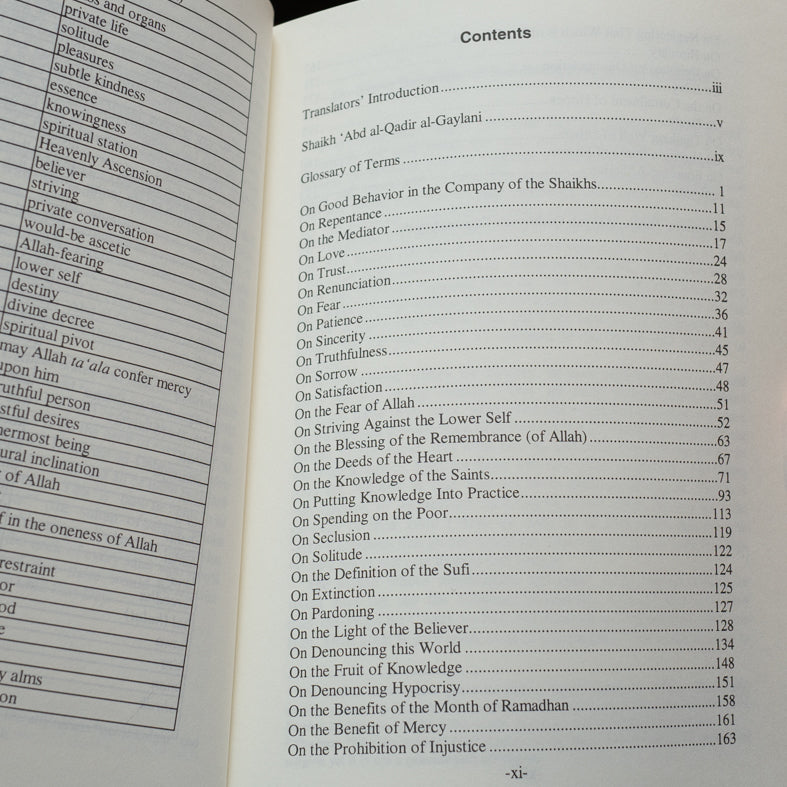 and organs
private life
solitude
pleasures
subtle kindness
essence
knowingness
spiritual station
Heavenly Ascension
believer
striving
private conversation
would-be ascetic
Allah-fearing
lower self
destiny
divine decree
spiritual pivot
may Allah ta'ala confer mercy
upon him
ruthful person
stful desires
nermost being
ural inclination
of Allah
f in the oneness of Allah
restraint
or
od
e
y alms
on
Contents
Translators' Introduction iii
Shaikh 'Abd al-Qadir al-Gaylani v
Glossary of Terms ix
On Good Behavior in the Company of the Shaikhs 1
On Repentance 11
On the Mediator 15
On Love 17
On Trust 24
On Renunciation 28
On Fear 32
On Patience 36
On Sincerity 41
On Truthfulness 45
On Sorrow 47
On Satisfaction 48
On the Fear of Allah 51
On Striving Against the Lower Self 52
On the Blessing of the Remembrance (of Allah) 63
On the Deeds of the Heart 67
On the Knowledge of the Saints 71
On Putting Knowledge Into Practice 93
On Spending on the Poor 113
On Seclusion 119
On Solitude 122
On the Definition of the Sufi 124
On Extinction 125
On Pardoning 127
On the Light of the Believer 128
On Denouncing this World 134
On the Fruit of Knowledge 148
On Denouncing Hypocrisy 151
On the Benefits of the Month of Ramadhan 158
On the Benefit of Mercy 161
On the Prohibition of Injustice 163
-xi-